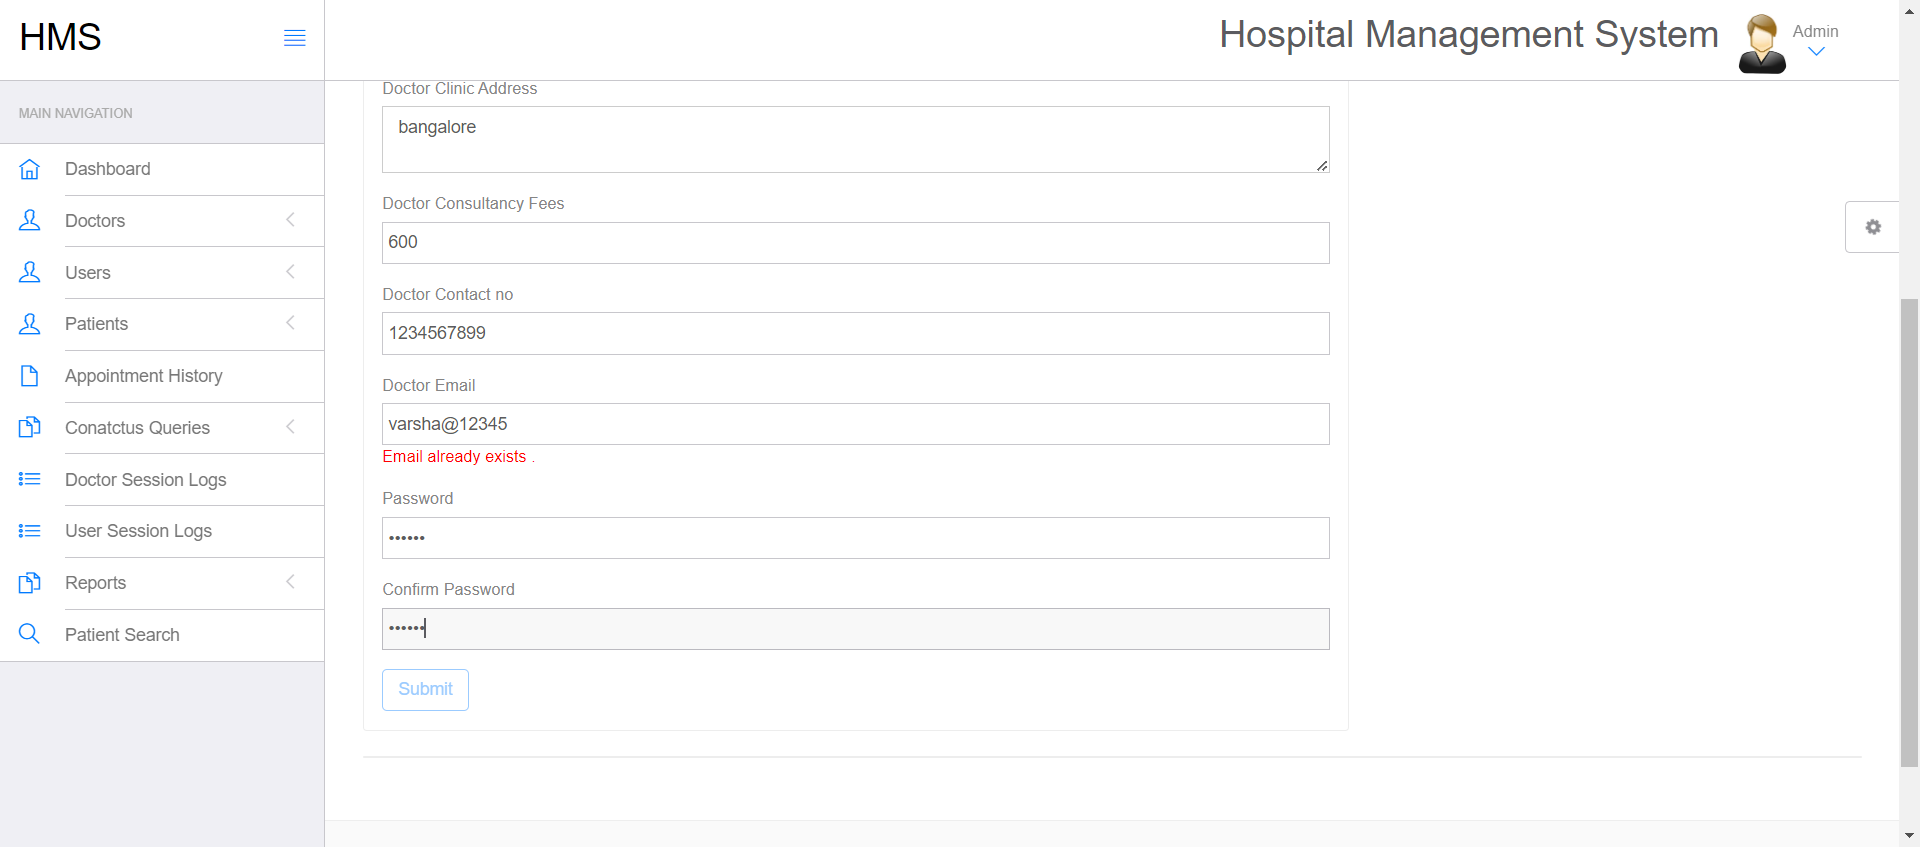 HMS
Hospital Management System
Admin
MAIN NAVIGATION
Dashboard
Doctors
Users
Patients
Appointment History
Conatctus Queries
Doctor Session Logs
User Session Logs
Reports
Patient Search
Doctor Clinic Address
bangalore
Doctor Consultancy Fees
600
Doctor Contact no
1234567899
Doctor Email
varsha@12345
Email already exists .
Password
••••••
Confirm Password
••••••
Submit